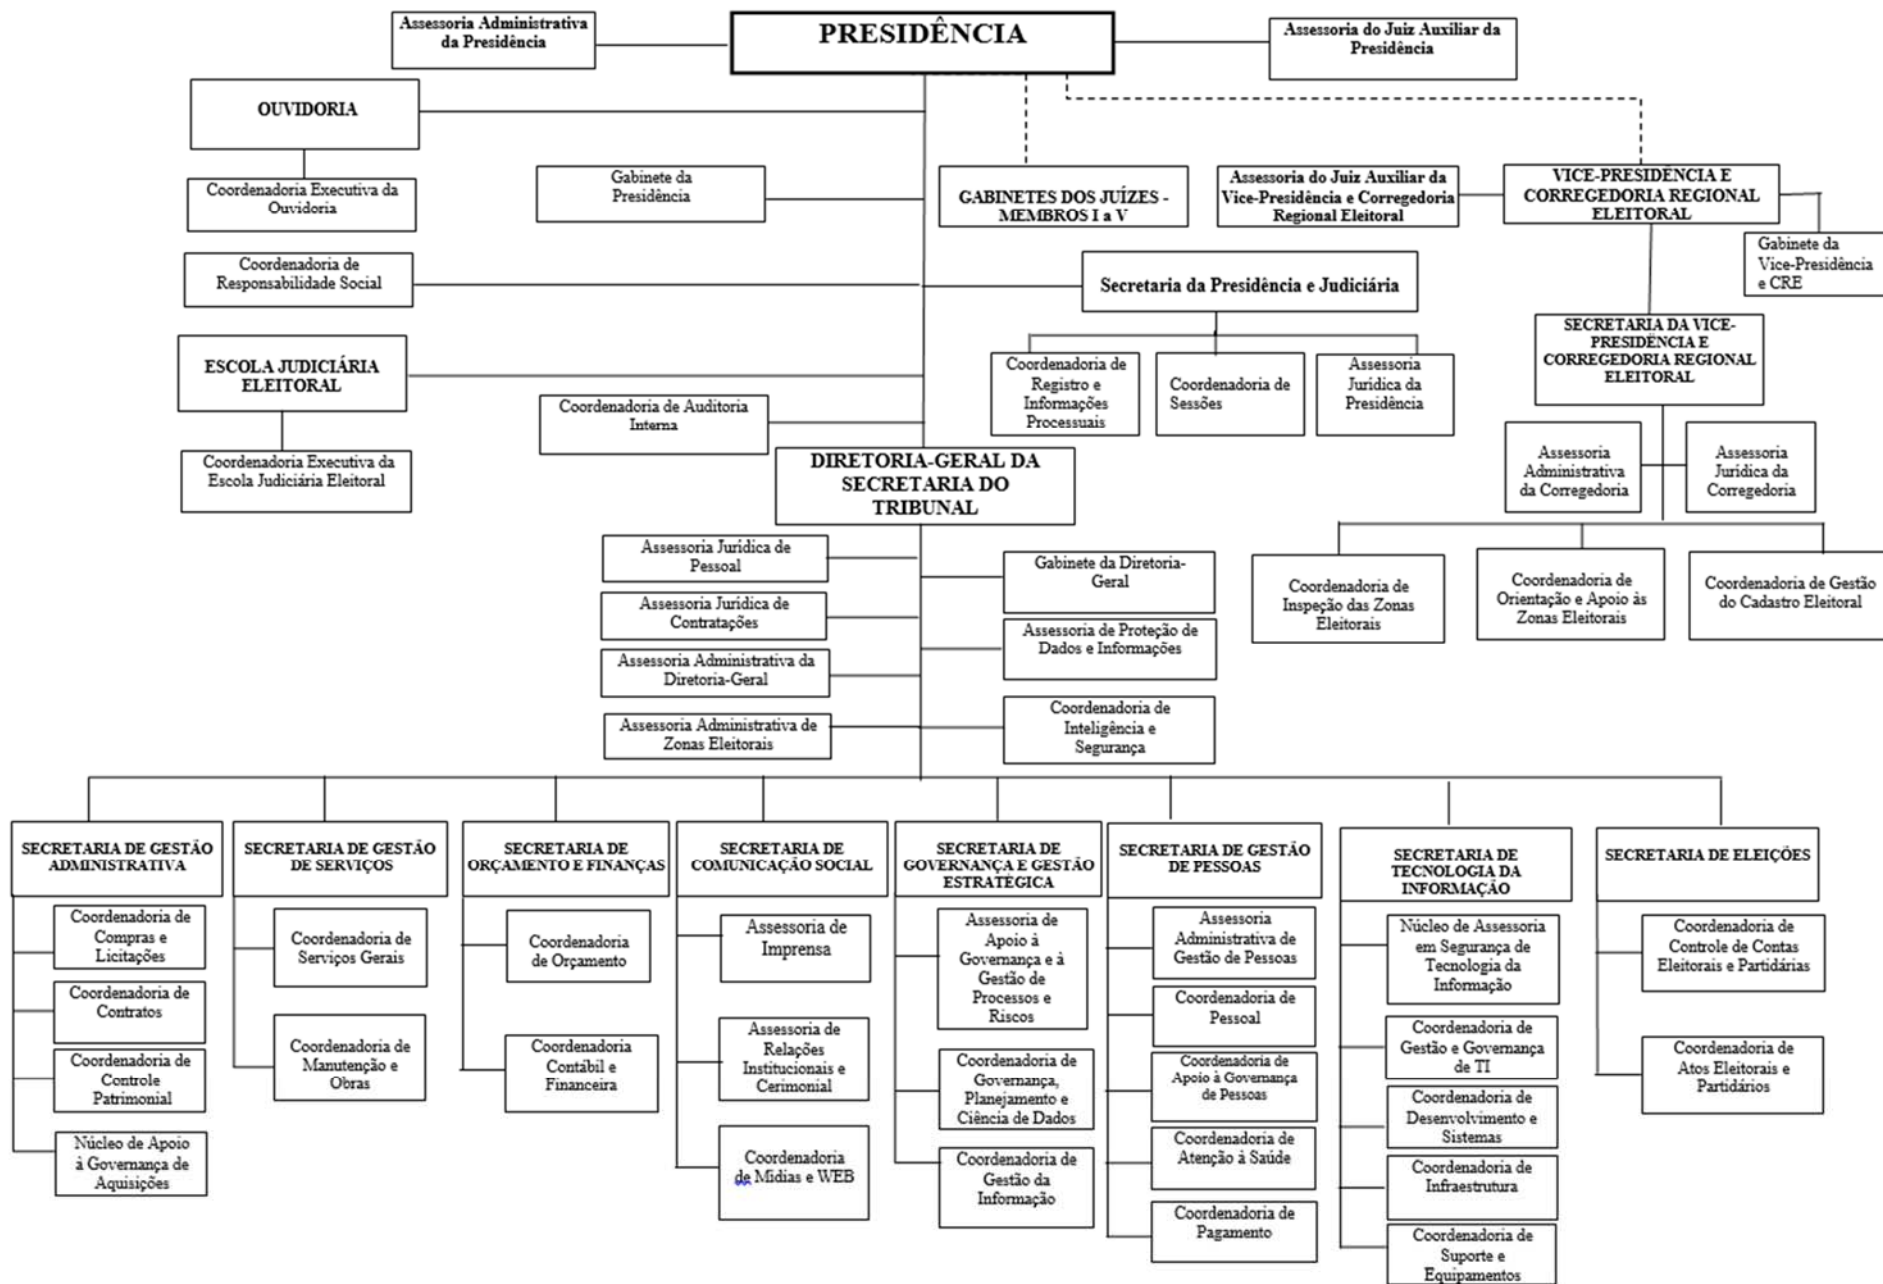 Assessoria Administrativa
da Presidência
PRESIDÊNCIA
Assessoria do Juiz Auxiliar da
Presidência
OUVIDORIA
Coordenadoria Executiva da
Ouvidoria
Gabinete da
Presidência
GABINETES DOS JUÍZES -
MEMBROS I a V
Assessoria do Juiz Auxiliar da
Vice-Presidência e Corregedoria
Regional Eleitoral
VICE-PRESIDÊNCIA E
CORREGEDORIA REGIONAL
ELEITORAL
Gabinete da
Vice-Presidência
e CRE
Coordenadoria de
Responsabilidade Social
Secretaria da Presidência e Judiciária
ESCOLA JUDICIÁRIA
ELEITORAL
Coordenadoria Executiva da
Escola Judiciária Eleitoral
Coordenadoria de Auditoria
Interna
Coordenadoria de
Registro e
Informações
Processuais
Coordenadoria de
Sessões
Assessoria
Jurídica da
Presidência
SECRETARIA DA VICE-
PRESIDÊNCIA E
CORREGEDORIA REGIONAL
ELEITORAL
Assessoria
Administrativa
da Corregedoria
Assessoria
Jurídica da
Corregedoria
Coordenadoria de
Inspeção das Zonas
Eleitorais
Coordenadoria de
Orientação e Apoio às
Zonas Eleitorais
Coordenadoria de Gestão
do Cadastro Eleitoral
DIRETORIA-GERAL DA
SECRETARIA DO
TRIBUNAL
Assessoria Jurídica de
Pessoal
Gabinete da Diretoria-
Geral
Assessoria Jurídica de
Contratações
Assessoria de Proteção de
Dados e Informações
Assessoria Administrativa da
Diretoria-Geral
Assessoria Administrativa de
Zonas Eleitorais
Coordenadoria de
Inteligência e
Segurança
SECRETARIA DE GESTÃO
ADMINISTRATIVA
Coordenadoria de
Compras e
Licitações
Coordenadoria de
Contratos
Coordenadoria de
Controle
Patrimonial
Núcleo de Apoio
à Governança de
Aquisições
SECRETARIA DE GESTÃO
DE SERVIÇOS
Coordenadoria de
Serviços Gerais
Coordenadoria de
Manutenção e
Obras
SECRETARIA DE
ORÇAMENTO E FINANÇAS
Coordenadoria
de Orçamento
Coordenadoria
Contábil e
Financeira
SECRETARIA DE
COMUNICAÇÃO SOCIAL
Assessoria de
Imprensa
Assessoria de
Relações
Institucionais e
Cerimonial
Coordenadoria
de Mídias e WEB
SECRETARIA DE
GOVERNANÇA E GESTÃO
ESTRATÉGICA
Assessoria de
Apoio à
Governança e à
Gestão de
Processos e
Riscos
Coordenadoria de
Governança,
Planejamento e
Ciência de Dados
Coordenadoria de
Gestão da
Informação
SECRETARIA DE GESTÃO
DE PESSOAS
Assessoria
Administrativa de
Gestão de Pessoas
Coordenadoria de
Pessoal
Coordenadoria de
Apoio à Governança
de Pessoas
Coordenadoria de
Atenção à Saúde
Coordenadoria de
Pagamento
SECRETARIA DE
TECNOLOGIA DA
INFORMAÇÃO
Núcleo de Assessoria
em Segurança de
Tecnologia da
Informação
Coordenadoria de
Gestão e Governança
de TI
Coordenadoria de
Desenvolvimento e
Sistemas
Coordenadoria de
Infraestrutura
Coordenadoria de
Suporte e
Equipamentos
SECRETARIA DE ELEIÇÕES
Coordenadoria de
Controle de Contas
Eleitorais e Partidárias
Coordenadoria de
Atos Eleitorais e
Partidários